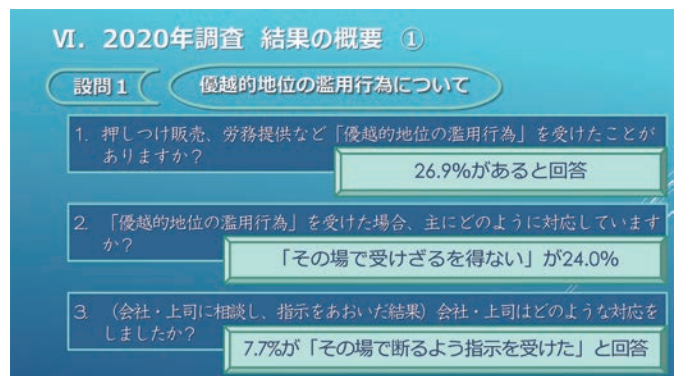 Ⅵ. 2020年調査 結果の概要 ①
設問1
優越的地位の濫用行為について
1. 押しつけ販売、労務提供など「優越的地位の濫用行為」を受けたことが
ありますか？
26.9%があると回答
2. 「優越的地位の濫用行為」を受けた場合、主にどのように対応しています
か？
「その場で受けざるを得ない」が24.0%
3. （会社・上司に相談し、指示をあおいだ結果）会社・上司はどのような対応を
しましたか？
7.7%が「その場で断るよう指示を受けた」と回答